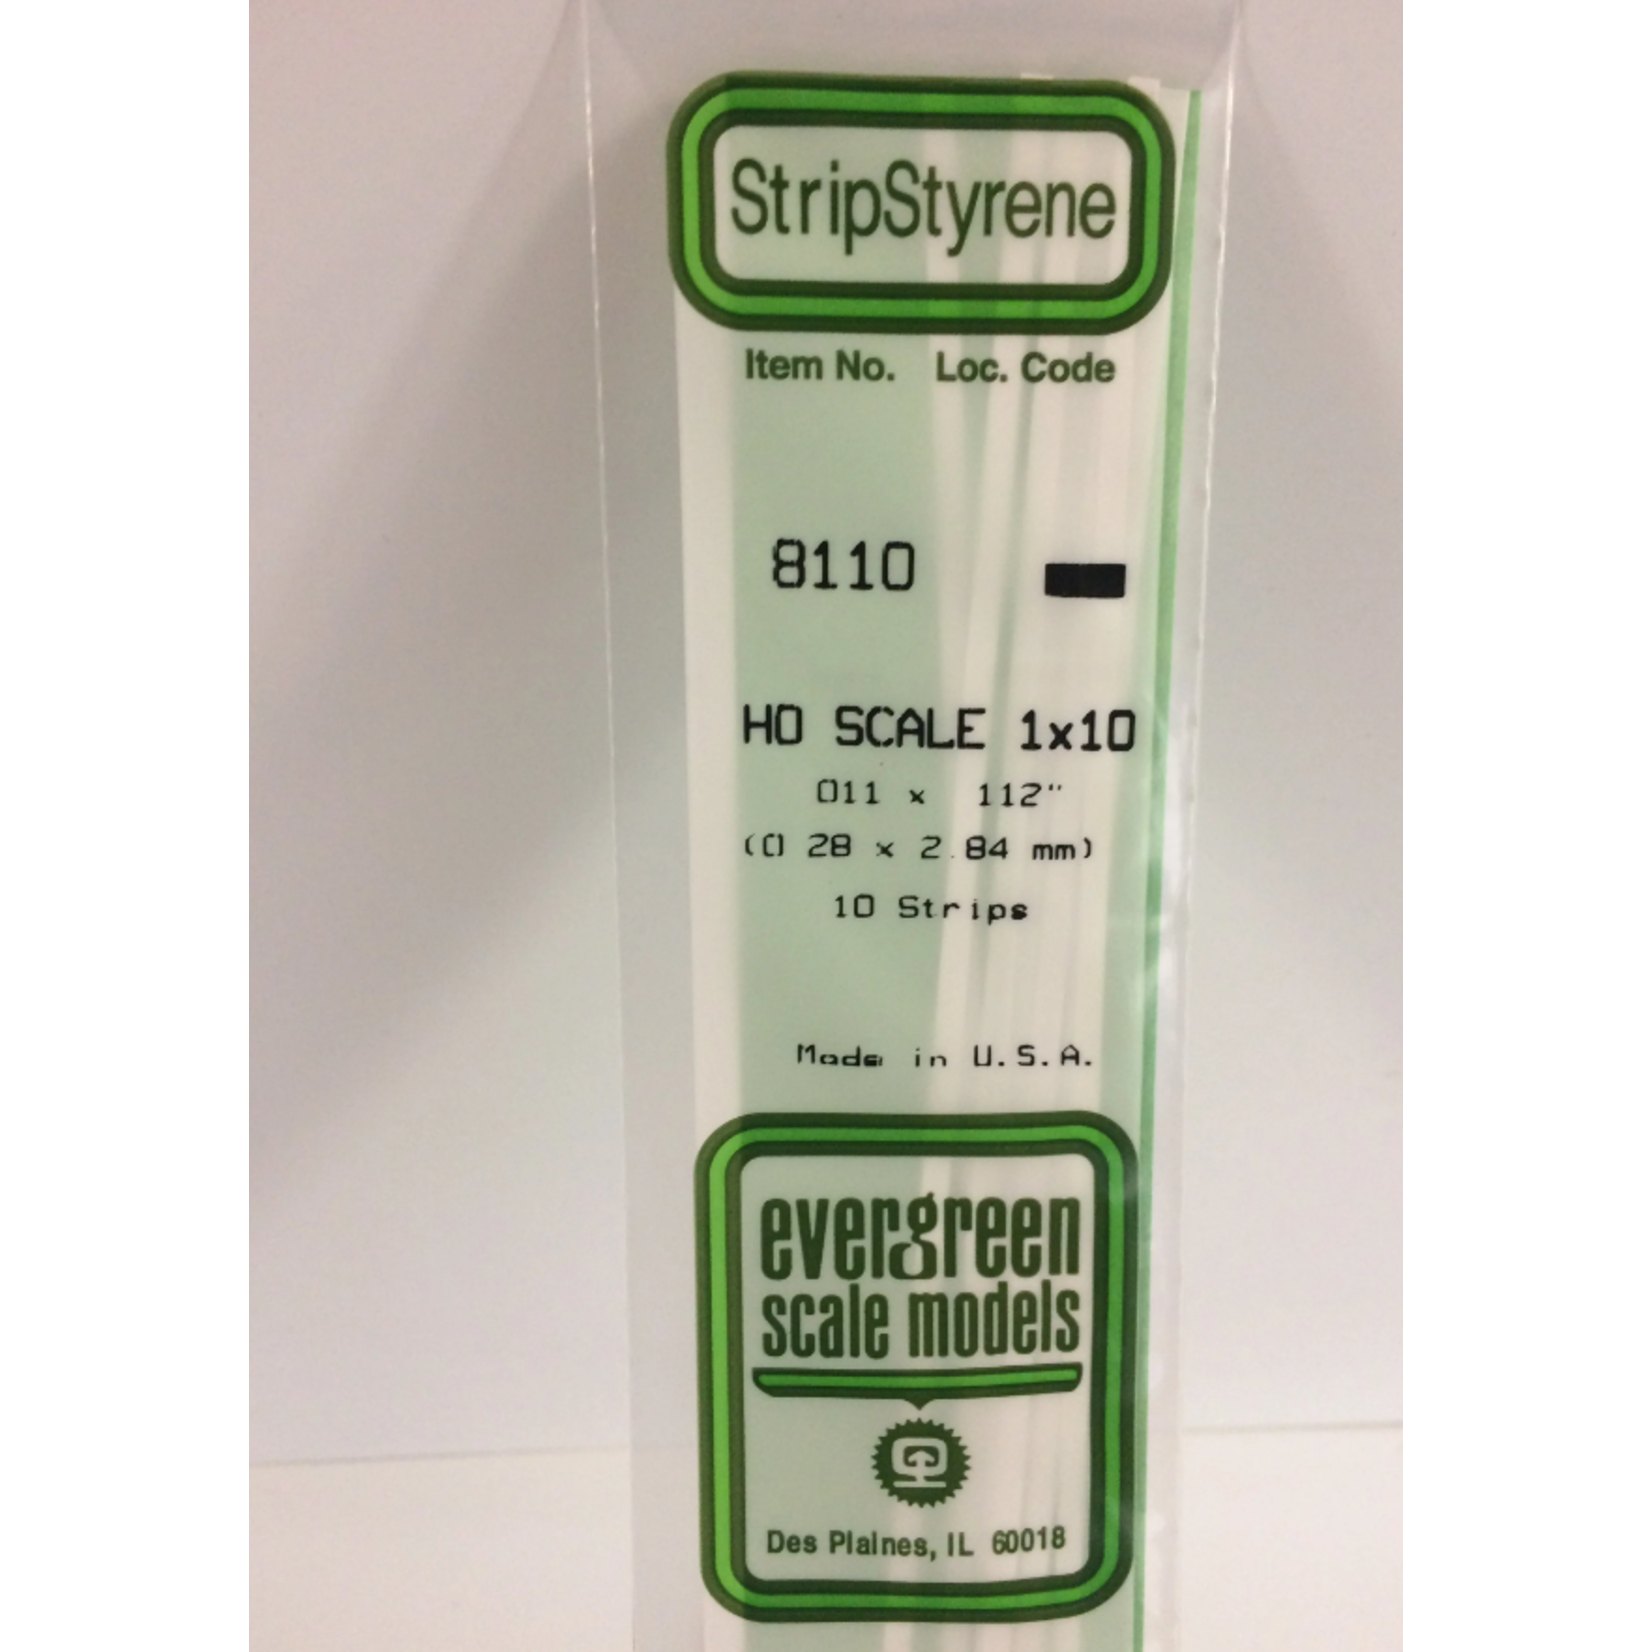 StripStyrene
Item No. Loc. Code
8110
HO SCALE 1x10
011 x 112"
(0 28 x 2.84 mm)
10 Strips
Made in U.S.A.
evergreen
scale models
Des Plaines, IL 60018